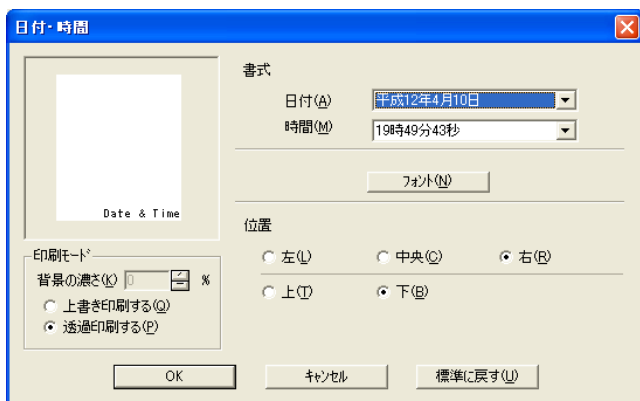 日付・時間
書式
日付(A) 平成12年4月10日
時間(M) 19時49分43秒
フォント(N)
Date & Time
位置
左(L) 中央(C) 右(R)
上(T) 下(B)
印刷モード
背景の濃さ(K) 0 %
上書き印刷する(O)
透過印刷する(P)
OK キャンセル 標準に戻す(U)